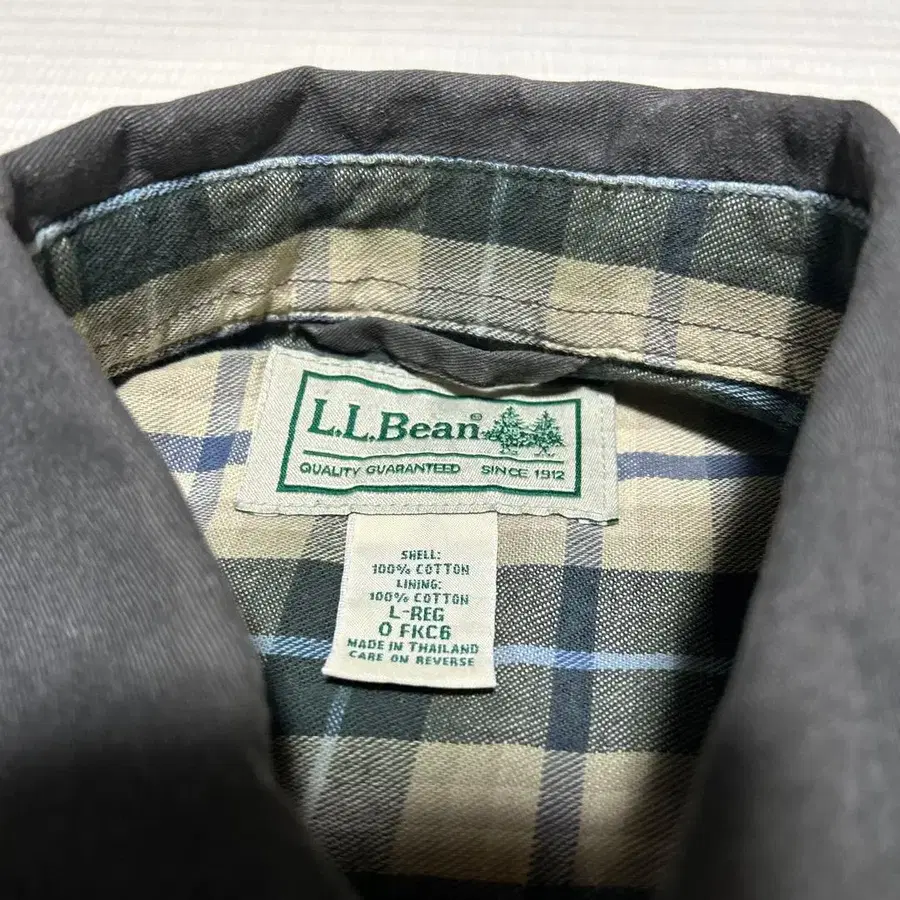 L.L.Bean®
QUALITY GUARANTEED SINCE 1912
SHELL:
100% COTTON
LINING:
100% COTTON
L-REG
0 FKC6
MADE IN THAILAND
CARE ON REVERSE